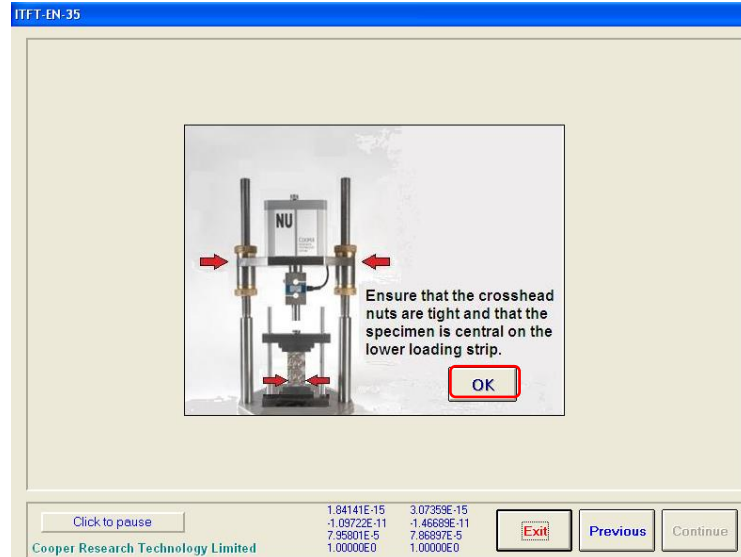 ITFT-EN-35
NU
Ensure that the crosshead
nuts are tight and that the
specimen is central on the
lower loading strip.
OK
Click to pause
Cooper Research Technology Limited
1.84141E-15 3.07359E-15
-1.09722E-11 -1.46689E-11
7.95801E-5 7.86897E-5
1.00000E0 1.00000E0
Exit
Previous
Continue